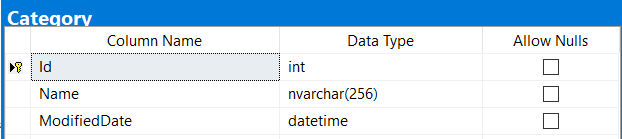 Category
Column Name Data Type Allow Nulls
Id int
Name nvarchar(256)
ModifiedDate datetime